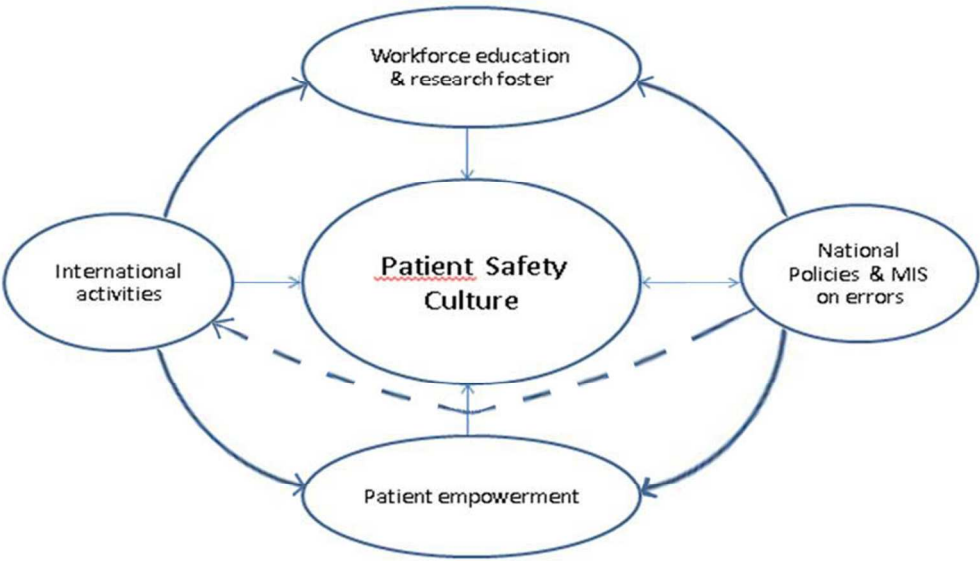 Workforce education
& research foster
International
activities
Patient Safety
Culture
National
Policies & MIS
on errors
Patient empowerment